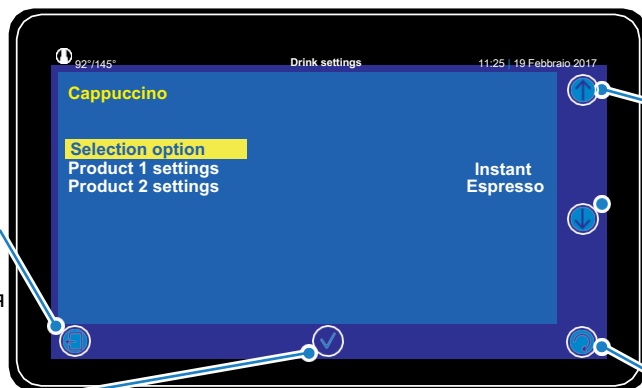 92°/145° Drink settings 11:25 | 19 Febbraio 2017
Cappuccino
Selection option
Product 1 settings Instant
Product 2 settings Espresso
я